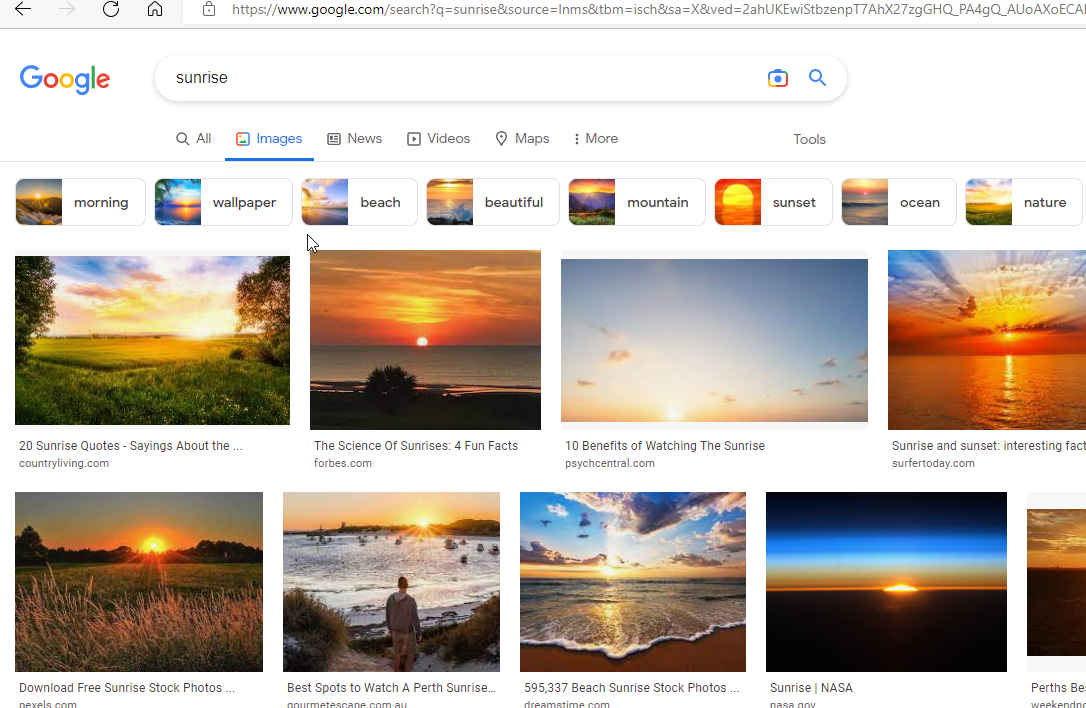 https://www.google.com/search?q=sunrise&source=lnms&tbm=isch&sa=X&ved=2ahUKEwiStbzenpT7AhX27zgGHQ_PA4gQ_AUoAXoECAI
Google
sunrise
All Images News Videos Maps More Tools
morning wallpaper beach beautiful mountain sunset ocean nature
20 Sunrise Quotes - Sayings About the ... The Science Of Sunrises: 4 Fun Facts 10 Benefits of Watching The Sunrise Sunrise and sunset: interesting fact
countryliving.com forbes.com psychcentral.com surfertoday.com
Download Free Sunrise Stock Photos ... Best Spots to Watch A Perth Sunrise... 595,337 Beach Sunrise Stock Photos ... Sunrise | NASA Perths Bes
pexels.com gourmetescape.com.au dreamstime.com nasa.gov weekendno